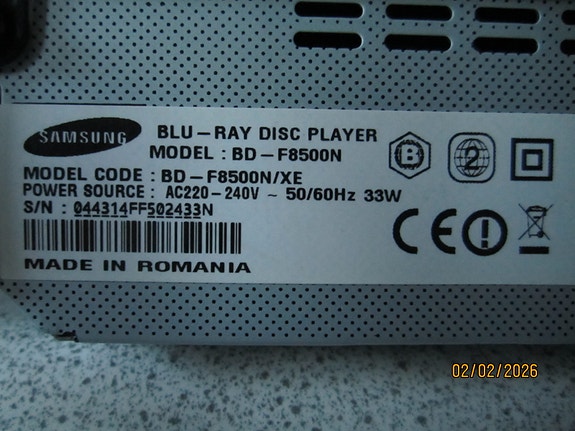 SAMSUNG
BLU-RAY DISC PLAYER
MODEL : BD-F8500N
B
2
MODEL CODE : BD-F8500N/XE
POWER SOURCE : AC220-240V ~ 50/60Hz 33W
S/N : 044314FF502433N
CE
MADE IN ROMANIA
02/02/2026